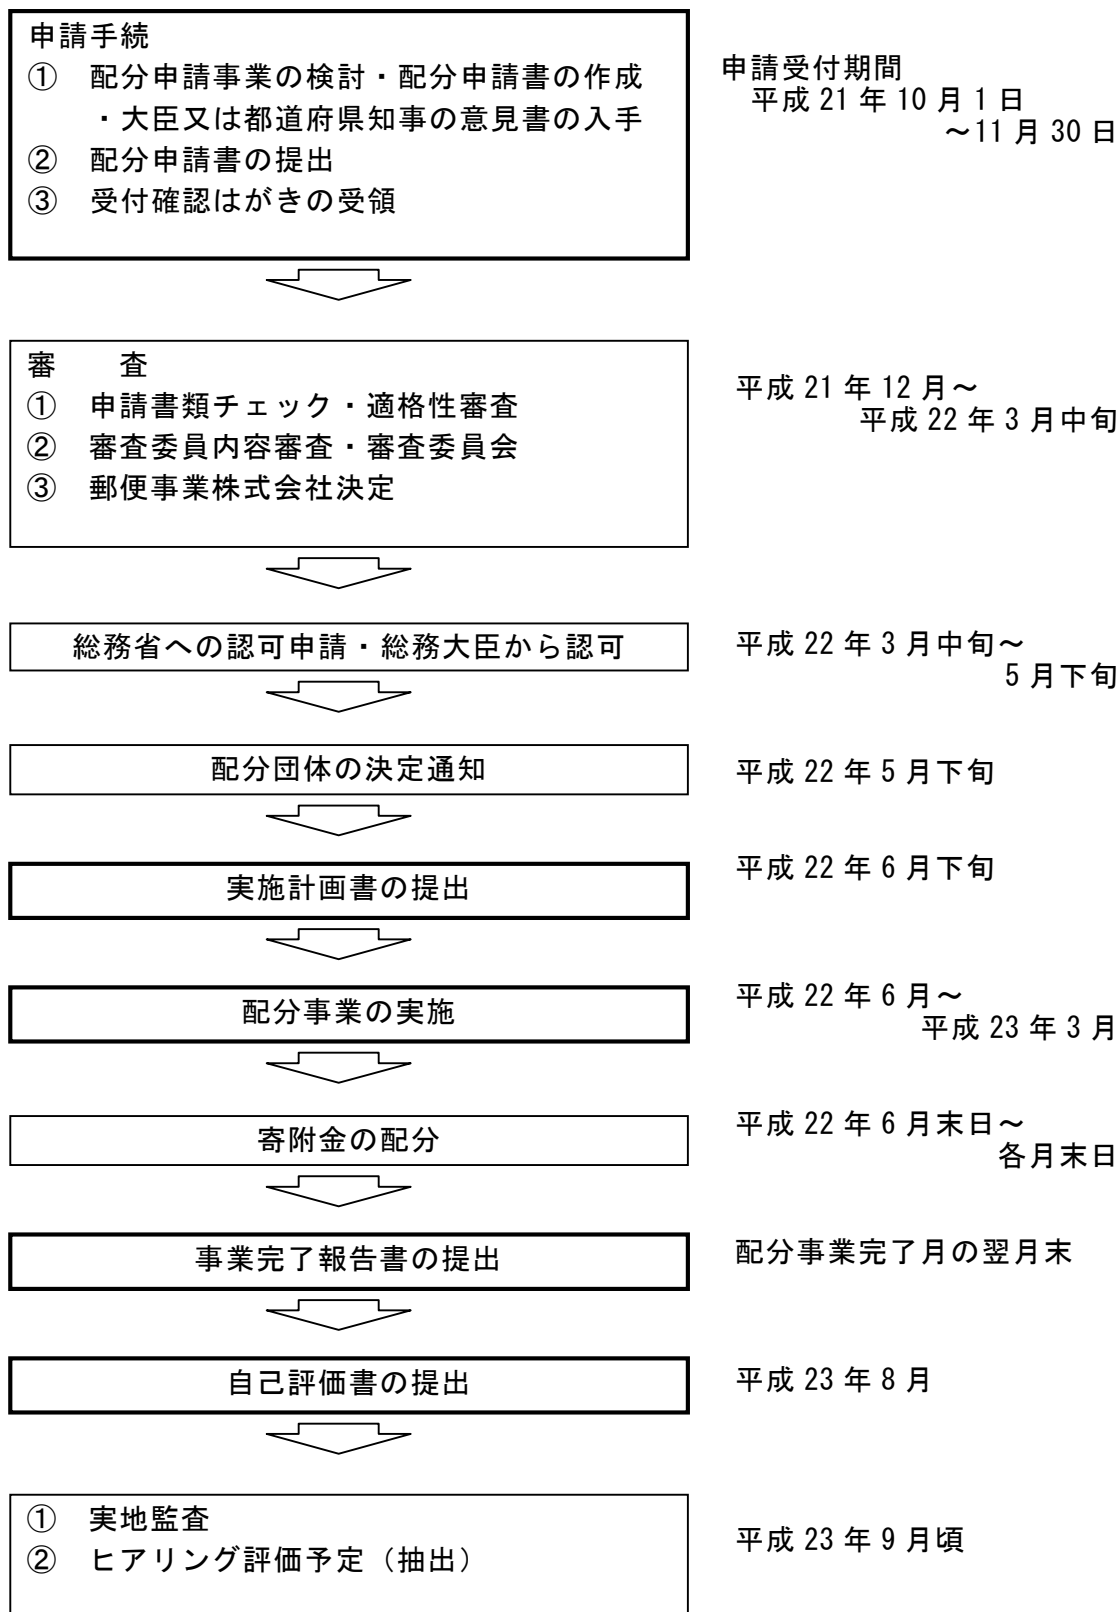 申請手続
① 配分申請事業の検討・配分申請書の作成
・大臣又は都道府県知事の意見書の入手
② 配分申請書の提出
③ 受付確認はがきの受領
申請受付期間
平成 21 年 10 月 1 日
～11 月 30 日
審　　査
① 申請書類チェック・適格性審査
② 審査委員内容審査・審査委員会
③ 郵便事業株式会社決定
平成 21 年 12 月～
平成 22 年 3 月中旬
総務省への認可申請・総務大臣から認可
平成 22 年 3 月中旬～
5 月下旬
配分団体の決定通知
平成 22 年 5 月下旬
実施計画書の提出
平成 22 年 6 月下旬
配分事業の実施
平成 22 年 6 月～
平成 23 年 3 月
寄附金の配分
平成 22 年 6 月末日～
各月末日
事業完了報告書の提出
配分事業完了月の翌月末
自己評価書の提出
平成 23 年 8 月
① 実地監査
② ヒアリング評価予定（抽出）
平成 23 年 9 月頃